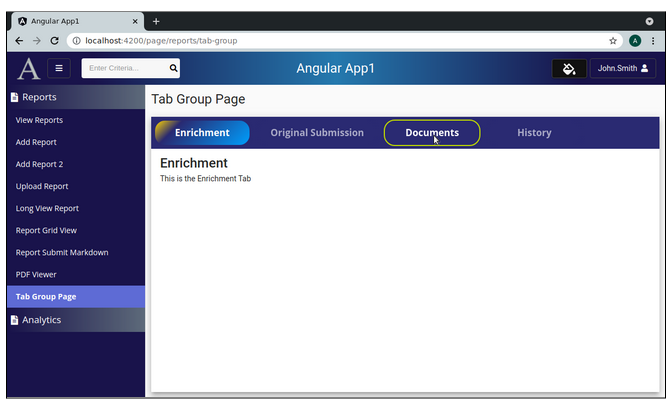 Angular App1
localhost:4200/page/reports/tab-group
A
A
Enter Criteria...
Angular App1
John.Smith
Reports
View Reports
Add Report
Add Report 2
Upload Report
Long View Report
Report Grid View
Report Submit Markdown
PDF Viewer
Tab Group Page
Analytics
Tab Group Page
Enrichment
Original Submission
Documents
History
Enrichment
This is the Enrichment Tab